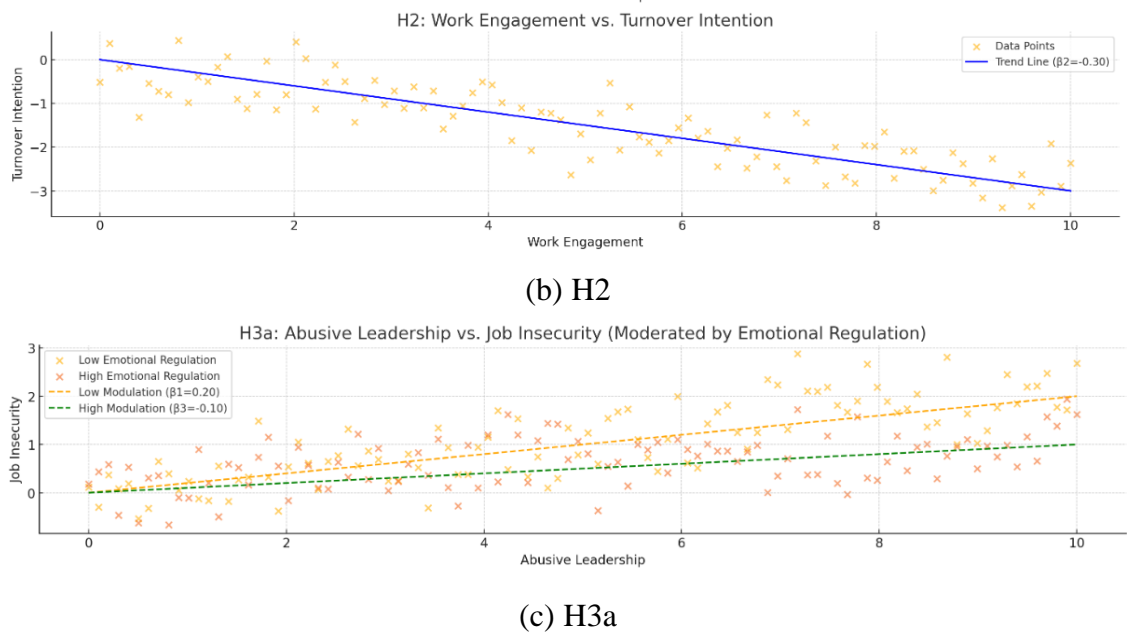 H2: Work Engagement vs. Turnover Intention
Data Points
Trend Line (β2=-0.30)
Turnover Intention
0
−1
−2
−3
0 2 4 6 8 10
Work Engagement
(b) H2
H3a: Abusive Leadership vs. Job Insecurity (Moderated by Emotional Regulation)
Low Emotional Regulation
High Emotional Regulation
Low Modulation (β1=0.20)
High Modulation (β3=-0.10)
Job Insecurity
3
2
1
0
0 2 4 6 8 10
Abusive Leadership
(c) H3a